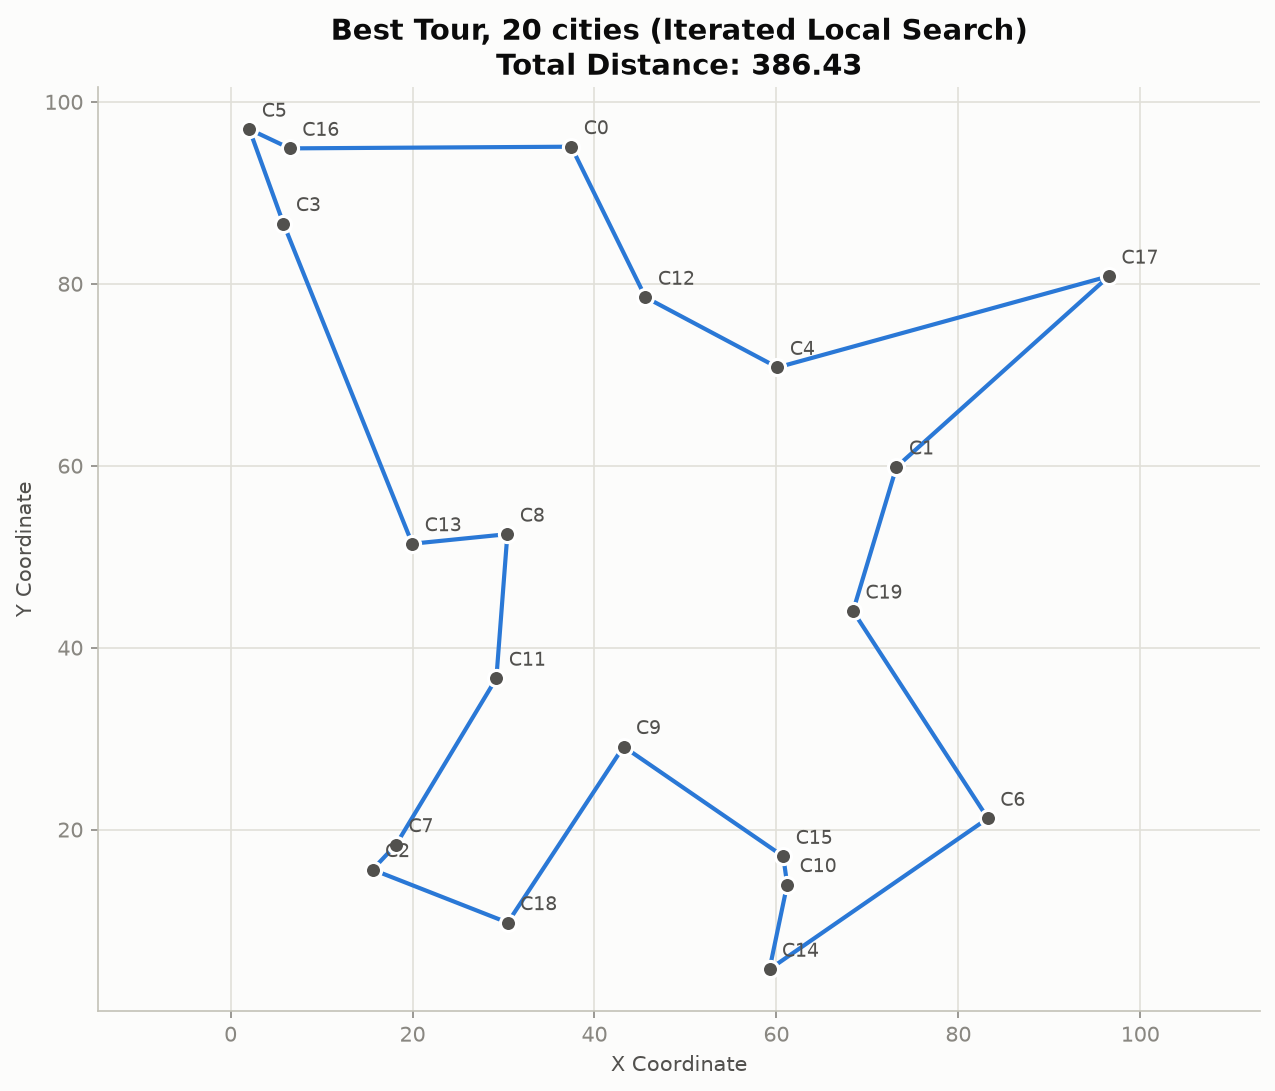 Best Tour, 20 cities (Iterated Local Search)
Total Distance: 386.43
100
80
60
40
20
Y Coordinate
C5
C16
C0
C3
C17
C12
C4
C1
C13
C8
C19
C11
C9
C6
C7
C15
C2
C10
C18
C14
0
20
40
60
80
100
X Coordinate